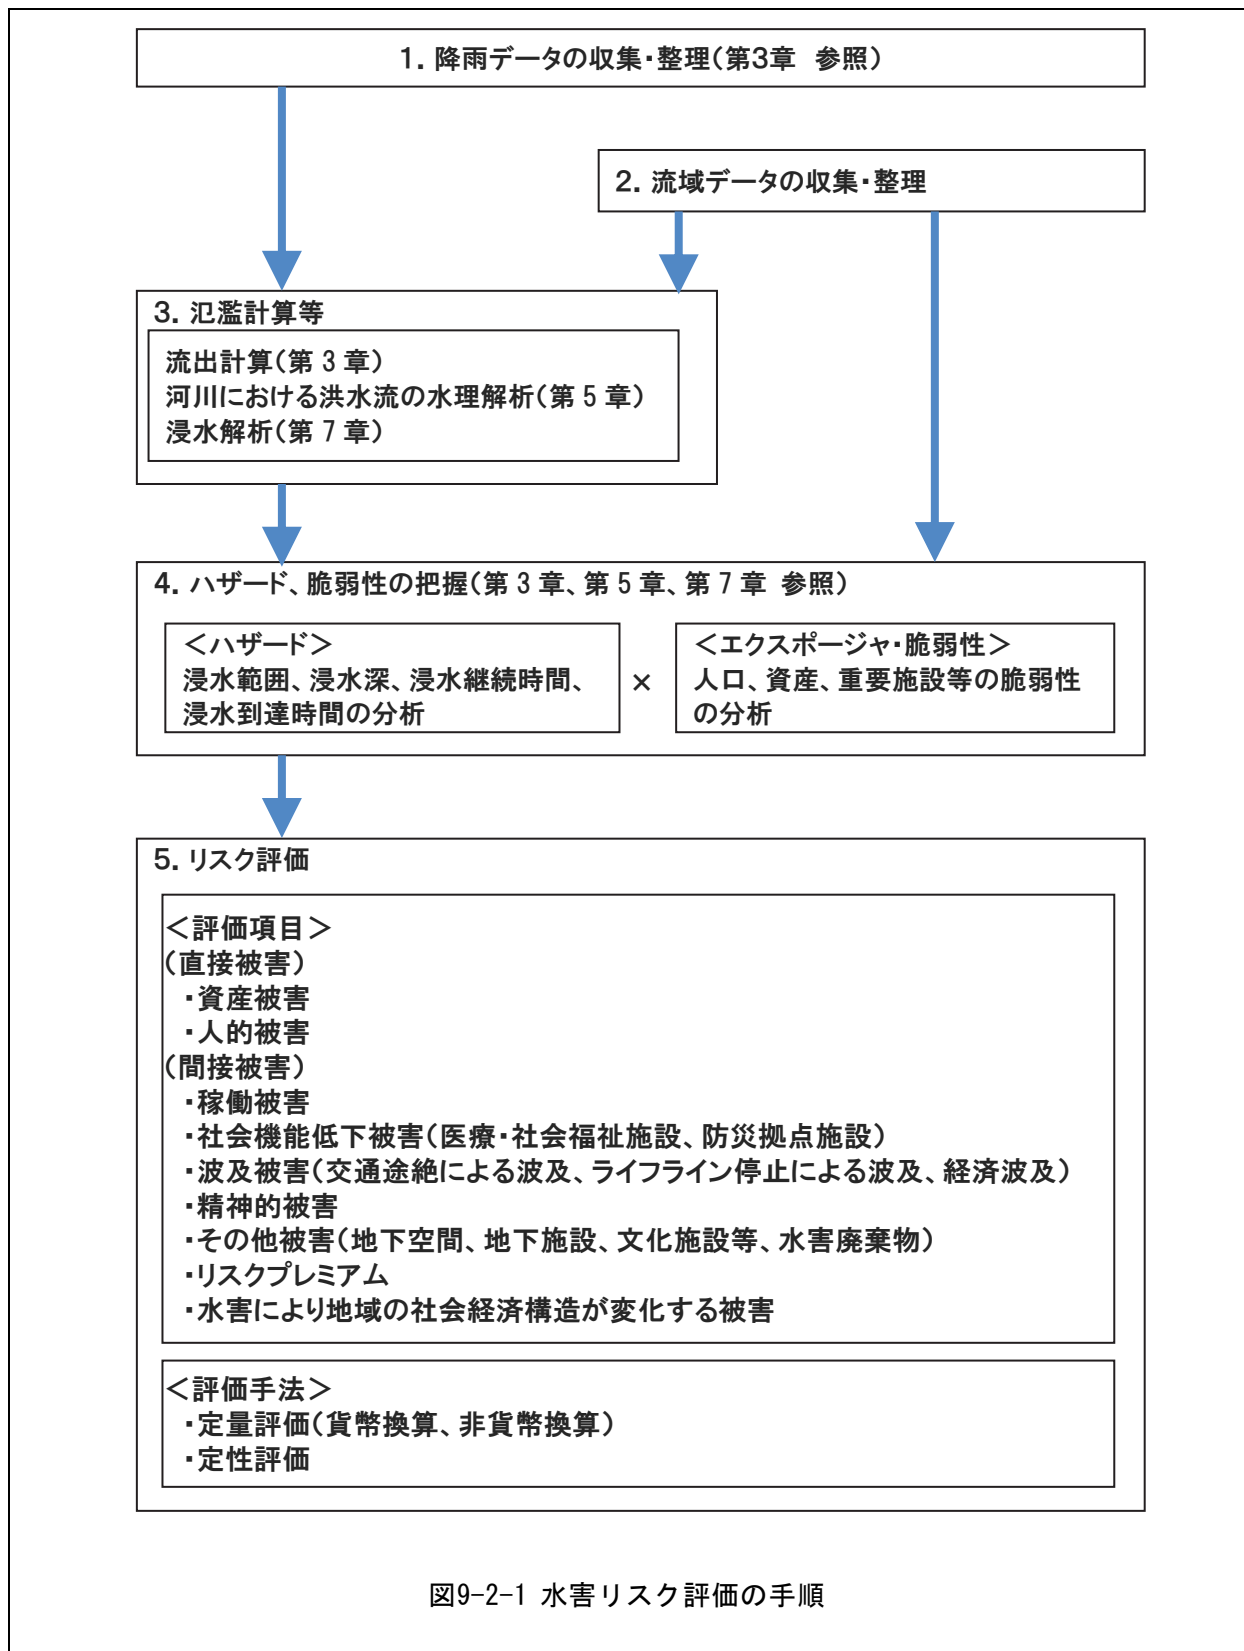 1. 降雨データの収集・整理(第3章 参照)
2. 流域データの収集・整理
3. 氾濫計算等
流出計算(第 3 章)
河川における洪水流の水理解析(第 5 章)
浸水解析(第 7 章)
4. ハザード、脆弱性の把握(第 3 章、第 5 章、第 7 章 参照)
＜ハザード＞
浸水範囲、浸水深、浸水継続時間、
浸水到達時間の分析
×
＜エクスポージャ・脆弱性＞
人口、資産、重要施設等の脆弱性
の分析
5. リスク評価
＜評価項目＞
(直接被害)
・資産被害
・人的被害
(間接被害)
・稼働被害
・社会機能低下被害(医療・社会福祉施設、防災拠点施設)
・波及被害(交通途絶による波及、ライフライン停止による波及、経済波及)
・精神的被害
・その他被害(地下空間、地下施設、文化施設等、水害廃棄物)
・リスクプレミアム
・水害により地域の社会経済構造が変化する被害
＜評価手法＞
・定量評価(貨幣換算、非貨幣換算)
・定性評価
図9-2-1 水害リスク評価の手順